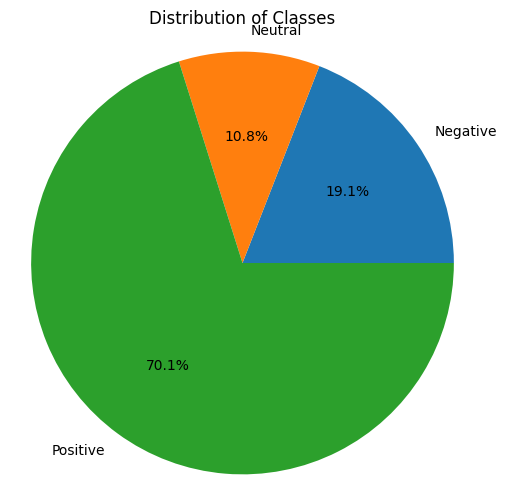 Distribution of Classes
Neutral
Negative
10.8%
19.1%
70.1%
Positive